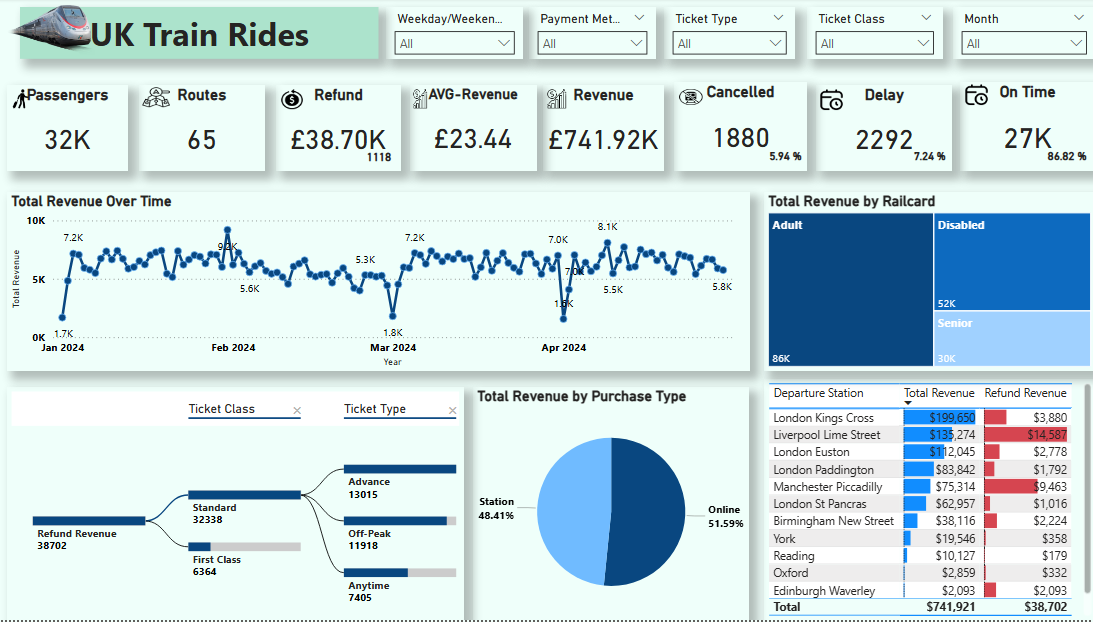 UK Train Rides
Weekday/Weeken...
All
Payment Met...
All
Ticket Type
All
Ticket Class
All
Month
All
Passengers
32K
Routes
65
Refund
£38.70K
1118
AVG-Revenue
£23.44
Revenue
£741.92K
Cancelled
1880
5.94 %
Delay
2292
7.24 %
On Time
27K
86.82 %
Total Revenue Over Time
Total Revenue
10K
5K
0K
1.7K
7.2K
9.2K
5.6K
5.3K
1.8K
7.2K
7.0K
1.6K
7.0K
8.1K
5.5K
5.8K
Jan 2024
Feb 2024
Mar 2024
Apr 2024
Year
Total Revenue by Railcard
Adult
86K
Disabled
52K
Senior
30K
Ticket Class
Ticket Type
Refund Revenue
38702
Standard
32338
First Class
6364
Advance
13015
Off-Peak
11918
Anytime
7405
Total Revenue by Purchase Type
Station
48.41%
Online
51.59%
Departure Station Total Revenue Refund Revenue
London Kings Cross $199,650 $3,880
Liverpool Lime Street $135,274 $14,587
London Euston $112,045 $2,778
London Paddington $83,842 $1,792
Manchester Piccadilly $75,314 $9,463
London St Pancras $62,957 $1,016
Birmingham New Street $38,116 $2,224
York $19,546 $358
Reading $10,127 $179
Oxford $2,859 $332
Edinburgh Waverley $2,093 $2,093
Total $741,921 $38,702